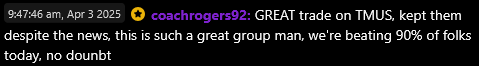 9:47:46 am, Apr 3 2025 coachrogers92: GREAT trade on TMUS, kept them
despite the news, this is such a great group man, we're beating 90% of folks
today, no dounbt